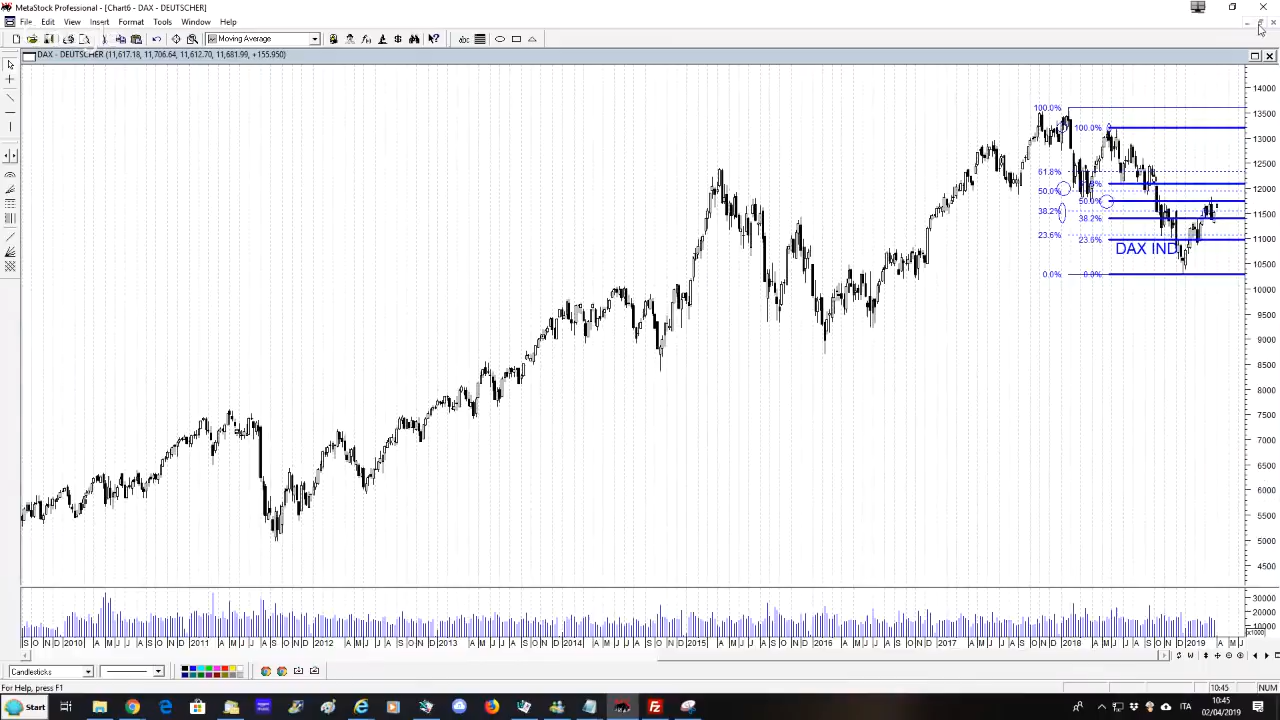 MetaStock Professional - [Chart6 - DAX - DEUTSCHER]
File Edit View Insert Format Tools Window Help
Moving Average
abc
DAX - DEUTSCHER (11,617.18, 11,706.64, 11,612.70, 11,681.99, +155.950)
14000
13500
13000
12500
12000
11500
11000
10500
10000
9500
9000
8500
8000
7500
7000
6500
6000
5500
5000
4500
100.0%
100.0%
61.8%
50.0%
50.0%
38.2%
38.2%
23.6%
23.6%
DAX IND
0.0%
0.0%
30000
20000
10000
x1000
S O N D 2010 A M J J A S O N D 2011 A M J J A S O N D 2012 A M J J A S O N D 2013 A M J J A S O N D 2014 A M J J A S O N D 2015 A M J J A S O N D 2016 A M J J A S O N D 2017 A M J J A S O N D 2018 A M J J A S O N D 2019 A M J
Candlesticks
For Help, press F1
10:45 NUM
Start
ITA
10:45
02/04/2019